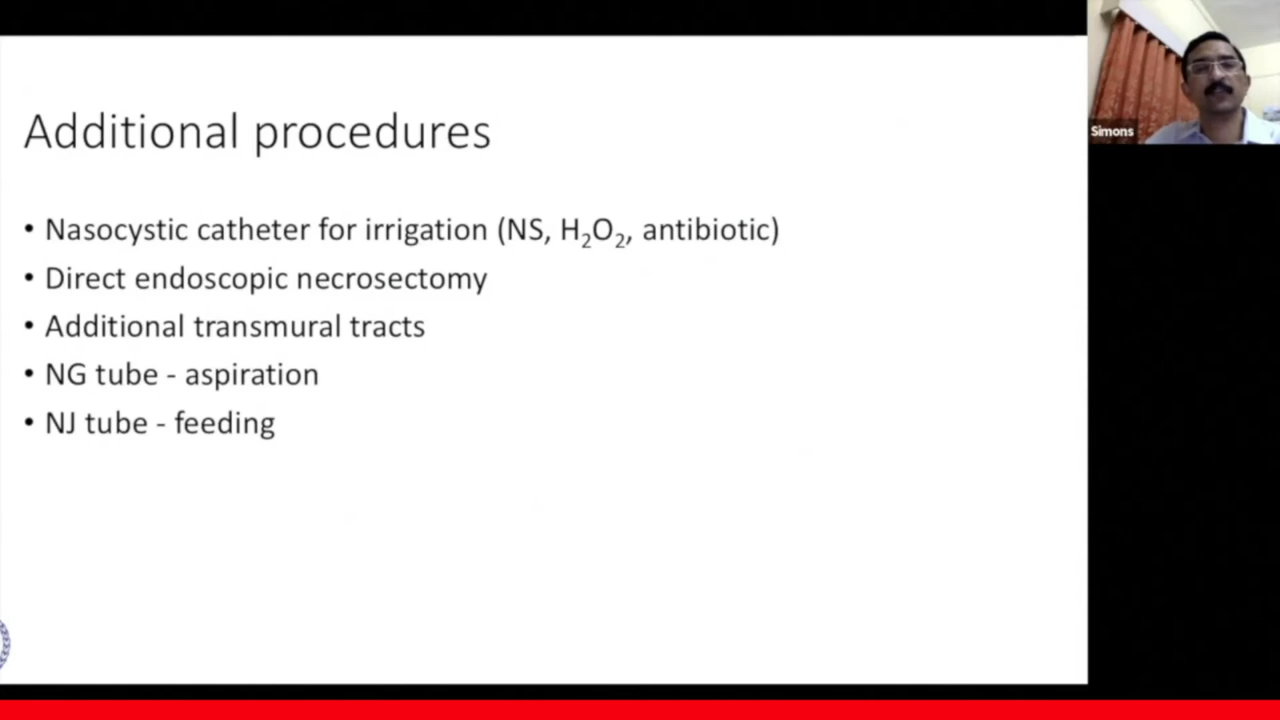 Additional procedures
• Nasocystic catheter for irrigation (NS, H₂O₂, antibiotic)
• Direct endoscopic necrosectomy
• Additional transmural tracts
• NG tube - aspiration
• NJ tube - feeding
Simons